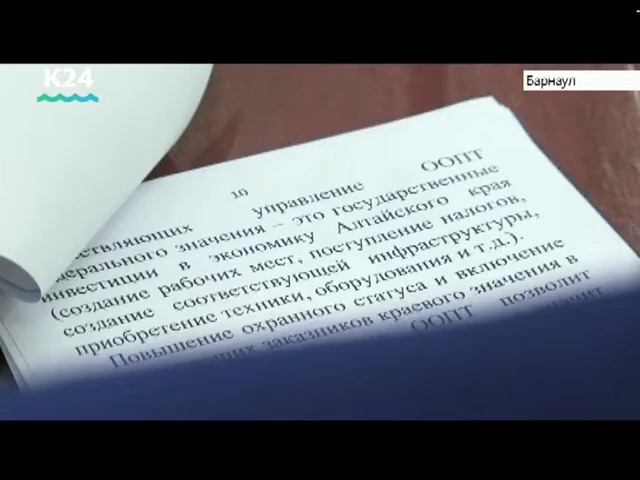 К24
Барнаул
10
управление ООПТ
значения – это государственные
инвестиции в экономику Алтайского края
(создание рабочих мест, поступление налогов,
создание соответствующей инфраструктуры,
приобретение техники, оборудования и т.д.).
Повышение охранного статуса и включение
заказников краевого значения в
ООПТ позволит